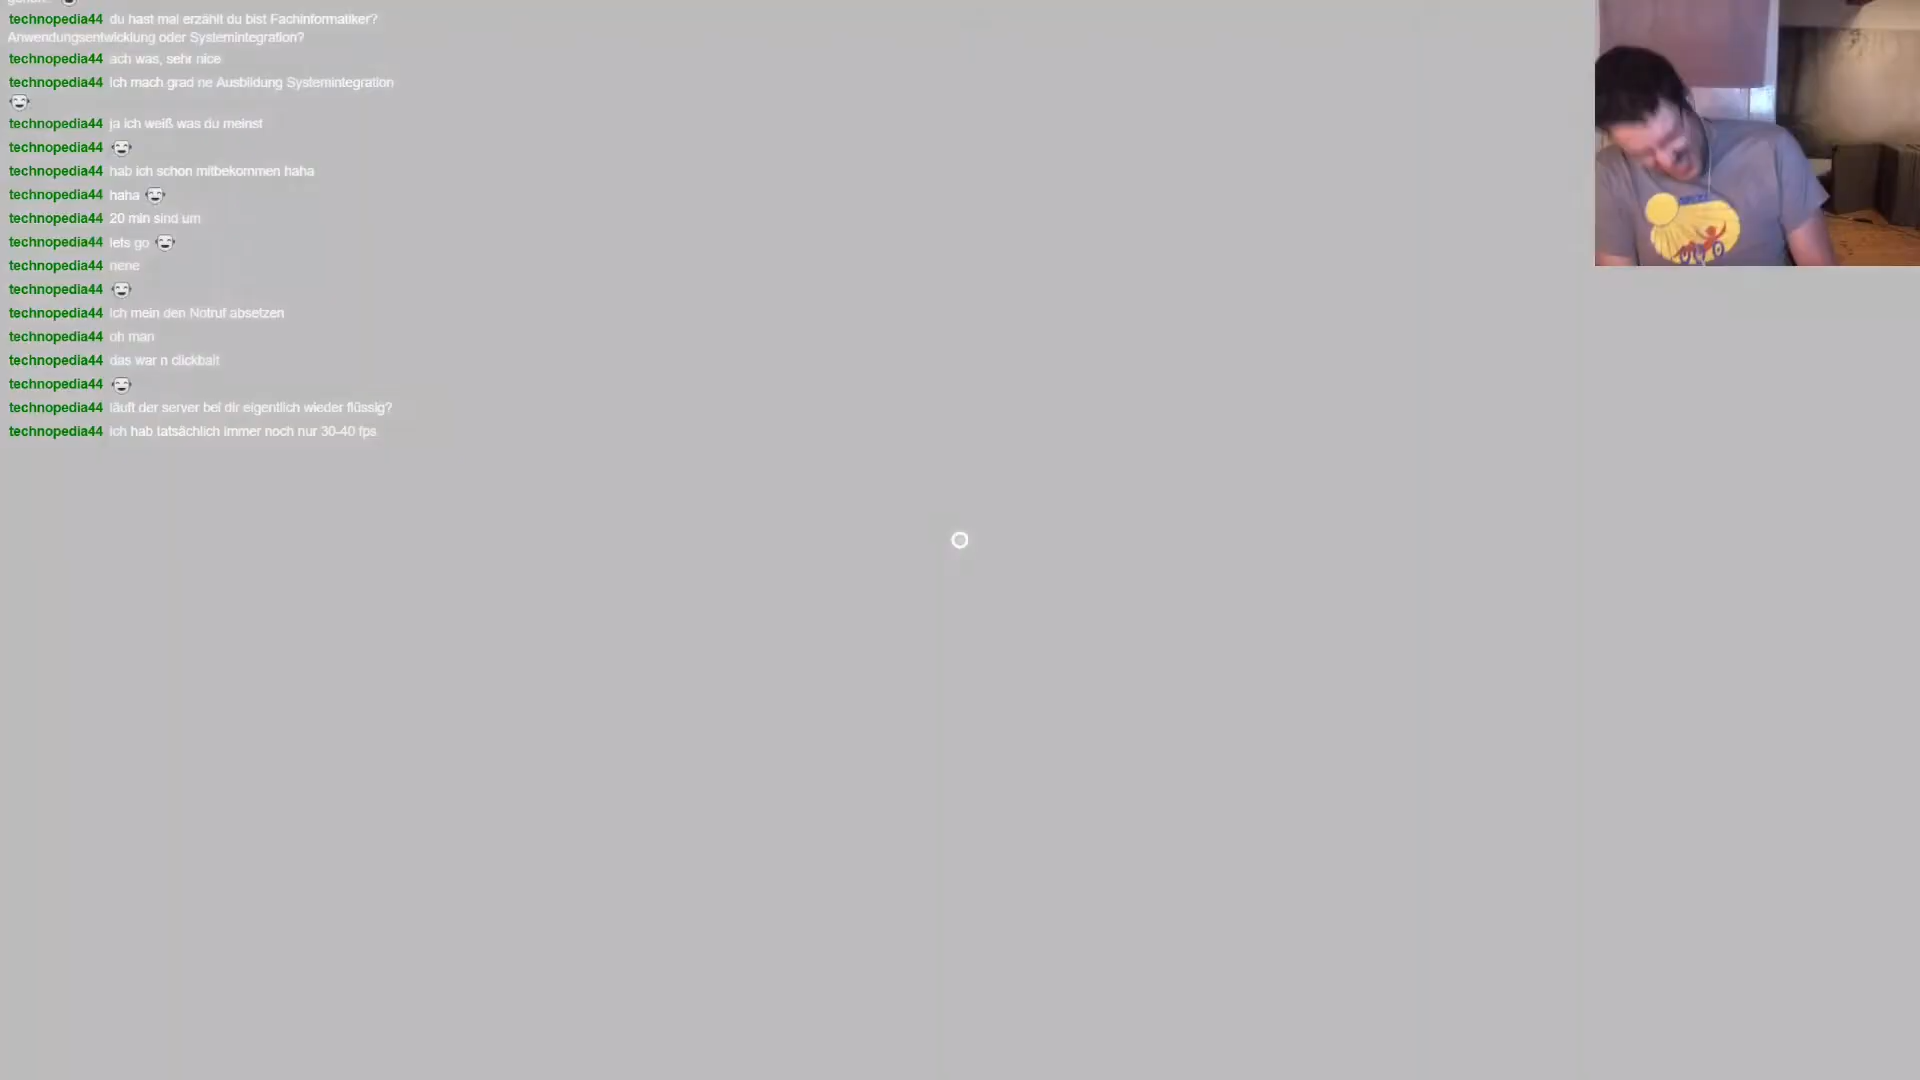 technopedia44 du hast mal erzählt du bist Fachinformatiker?
Anwendungsentwicklung oder Systemintegration?
technopedia44 ach was, sehr nice
technopedia44 ich mach grad ne Ausbildung Systemintegration
technopedia44 ja ich weiß was du meinst
technopedia44
technopedia44 hab ich schon mitbekommen haha
technopedia44 haha
technopedia44 20 min sind um
technopedia44 lets go
technopedia44 nene
technopedia44
technopedia44 ich mein den Notruf absetzen
technopedia44 oh man
technopedia44 das war n clickbait
technopedia44
technopedia44 läuft der server bei dir eigentlich wieder flüssig?
technopedia44 ich hab tatsächlich immer noch nur 30-40 fps